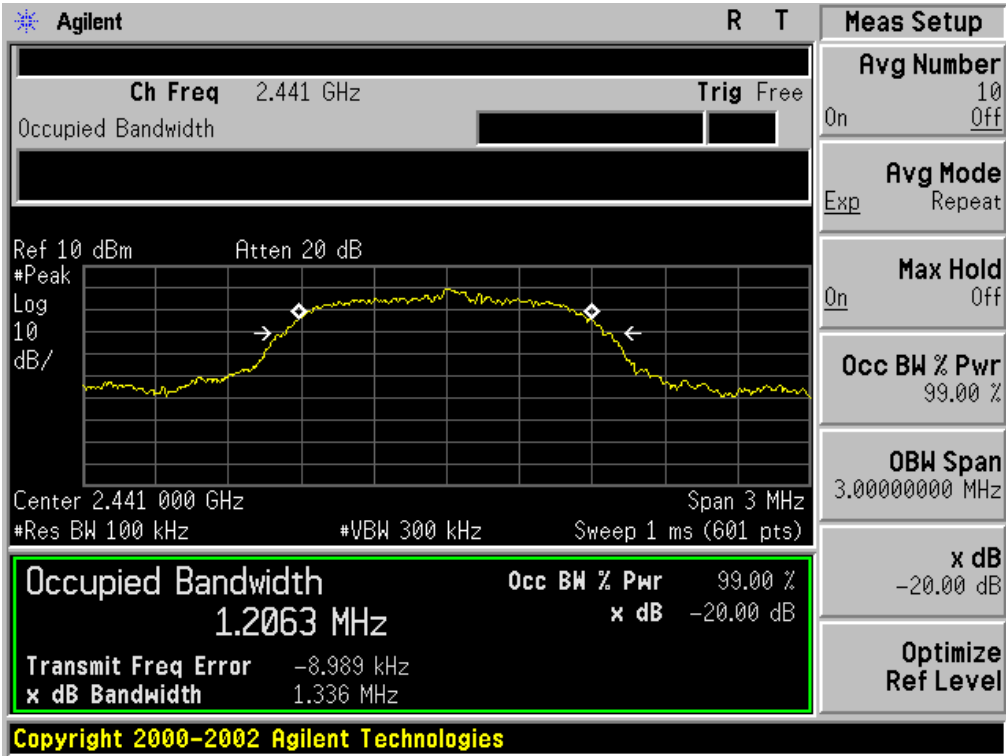 Agilent R T
Ch Freq 2.441 GHz Trig Free
Occupied Bandwidth
Ref 10 dBm Atten 20 dB
#Peak
Log
10
dB/
Center 2.441 000 GHz Span 3 MHz
#Res BW 100 kHz #VBW 300 kHz Sweep 1 ms (601 pts)
Occupied Bandwidth Occ BW % Pwr 99.00 %
1.2063 MHz x dB -20.00 dB
Transmit Freq Error -8.989 kHz
x dB Bandwidth 1.336 MHz
Copyright 2000-2002 Agilent Technologies
Meas Setup
Avg Number
10
On Off
Avg Mode
Exp Repeat
Max Hold
On Off
Occ BW % Pwr
99.00 %
OBW Span
3.00000000 MHz
x dB
-20.00 dB
Optimize
Ref Level